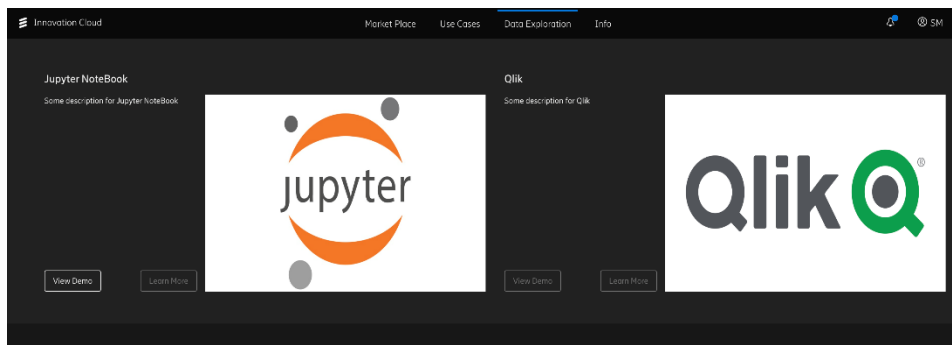 Innovation Cloud
Market Place Use Cases Data Exploration Info
SM
Jupyter NoteBook
Some description for Jupyter NoteBook
jupyter
View Demo Learn More
Qlik
Some description for Qlik
Qlik ®
View Demo Learn More